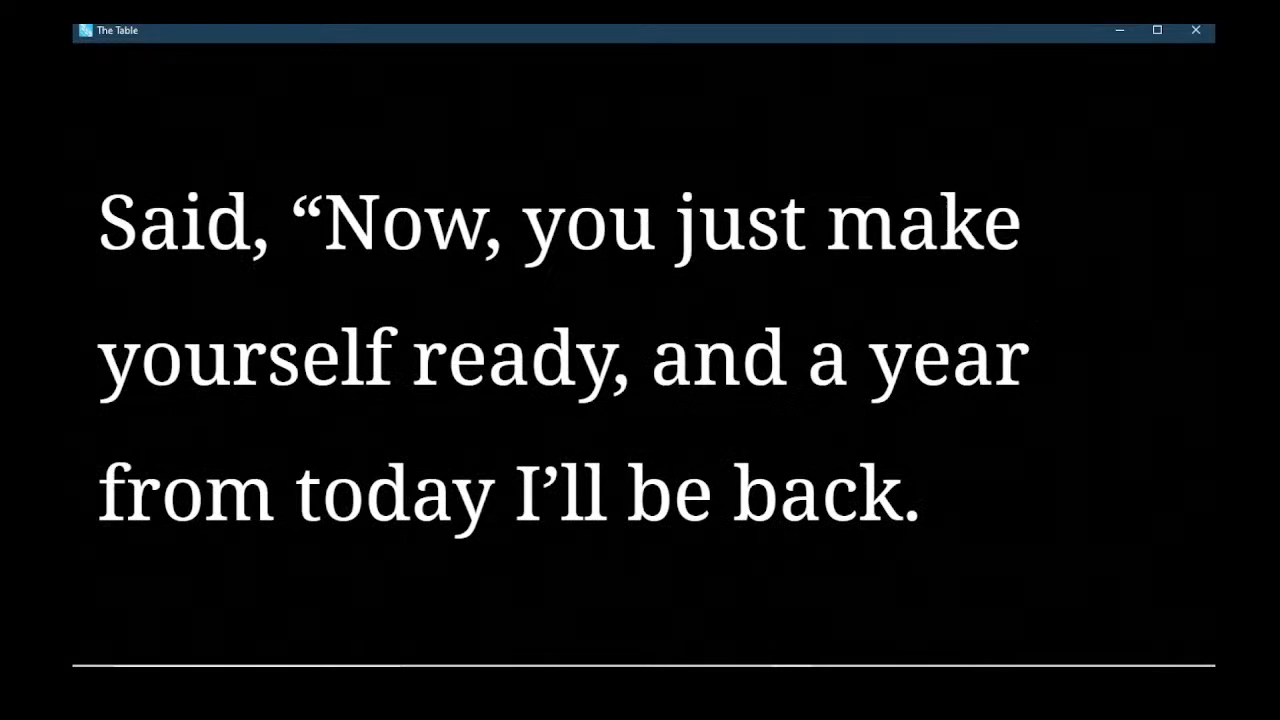 The Table
Said, “Now, you just make
yourself ready, and a year
from today I’ll be back.